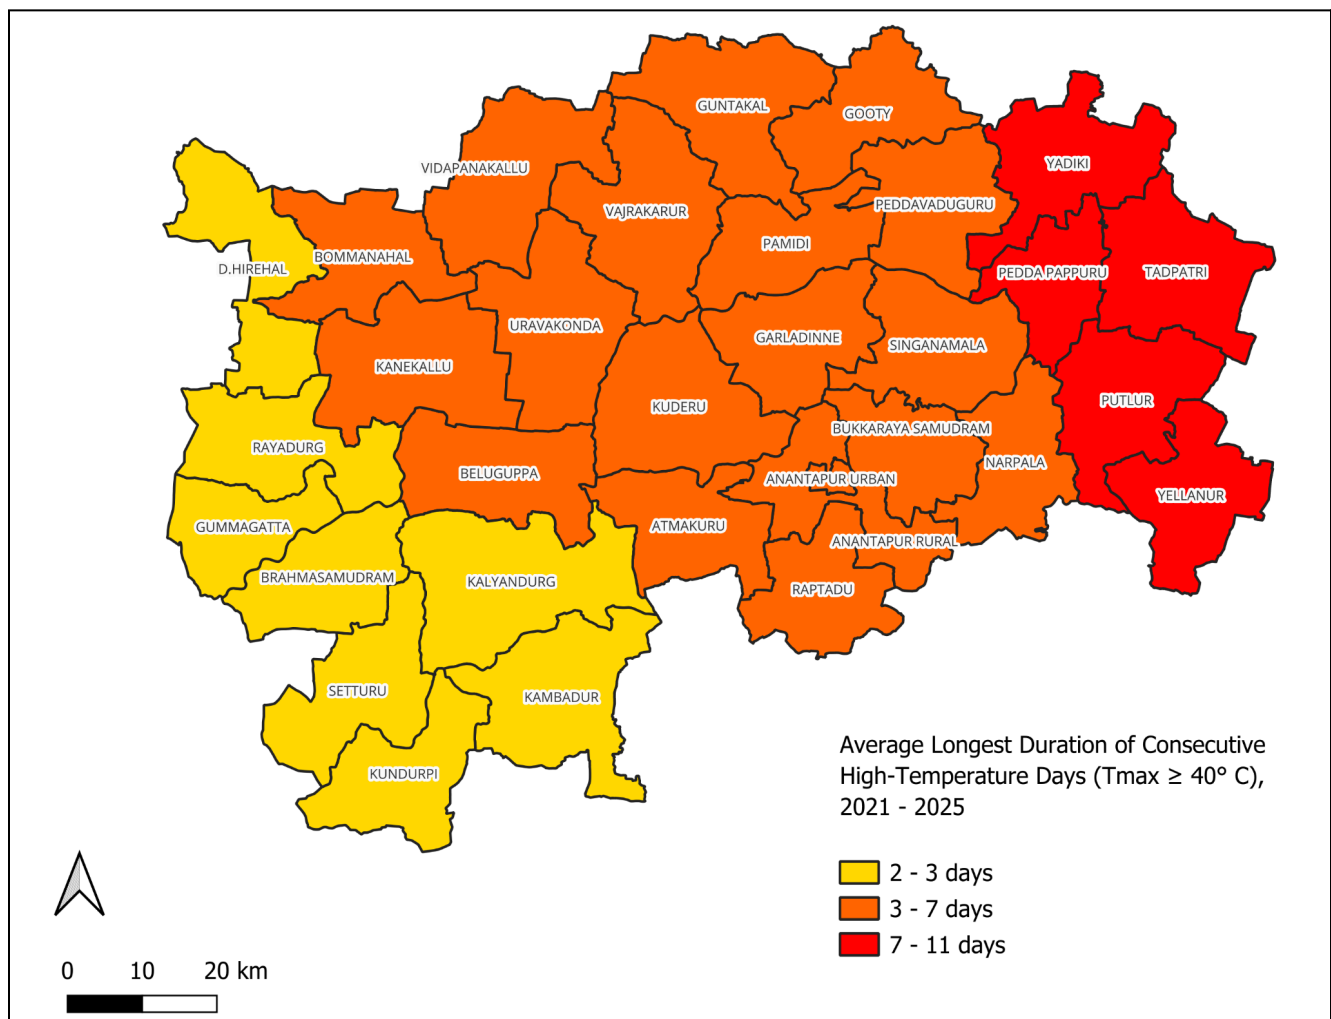 GUNTAKAL
GOOTY
YADIKI
VIDAPANAKALLU
VAJRAKARUR
PEDDAVADUGURU
PAMIDI
BOMMANAHAL
D.HIREHAL
PEDDA PAPPURU
TADPATRI
URAVAKONDA
GARLADINNE
SINGANAMALA
KANEKALLU
KUDERU
PUTLUR
BUKKARAYA SAMUDRAM
RAYADURG
NARPALA
BELUGUPPA
ANANTAPUR URBAN
YELLANUR
GUMMAGATTA
ATMAKURU
ANANTAPUR RURAL
BRAHMASAMUDRAM
KALYANDURG
RAPTADU
SETTURU
KAMBADUR
KUNDURPI
Average Longest Duration of Consecutive
High-Temperature Days (Tmax ≥ 40° C),
2021 - 2025
2 - 3 days
3 - 7 days
7 - 11 days
0 10 20 km